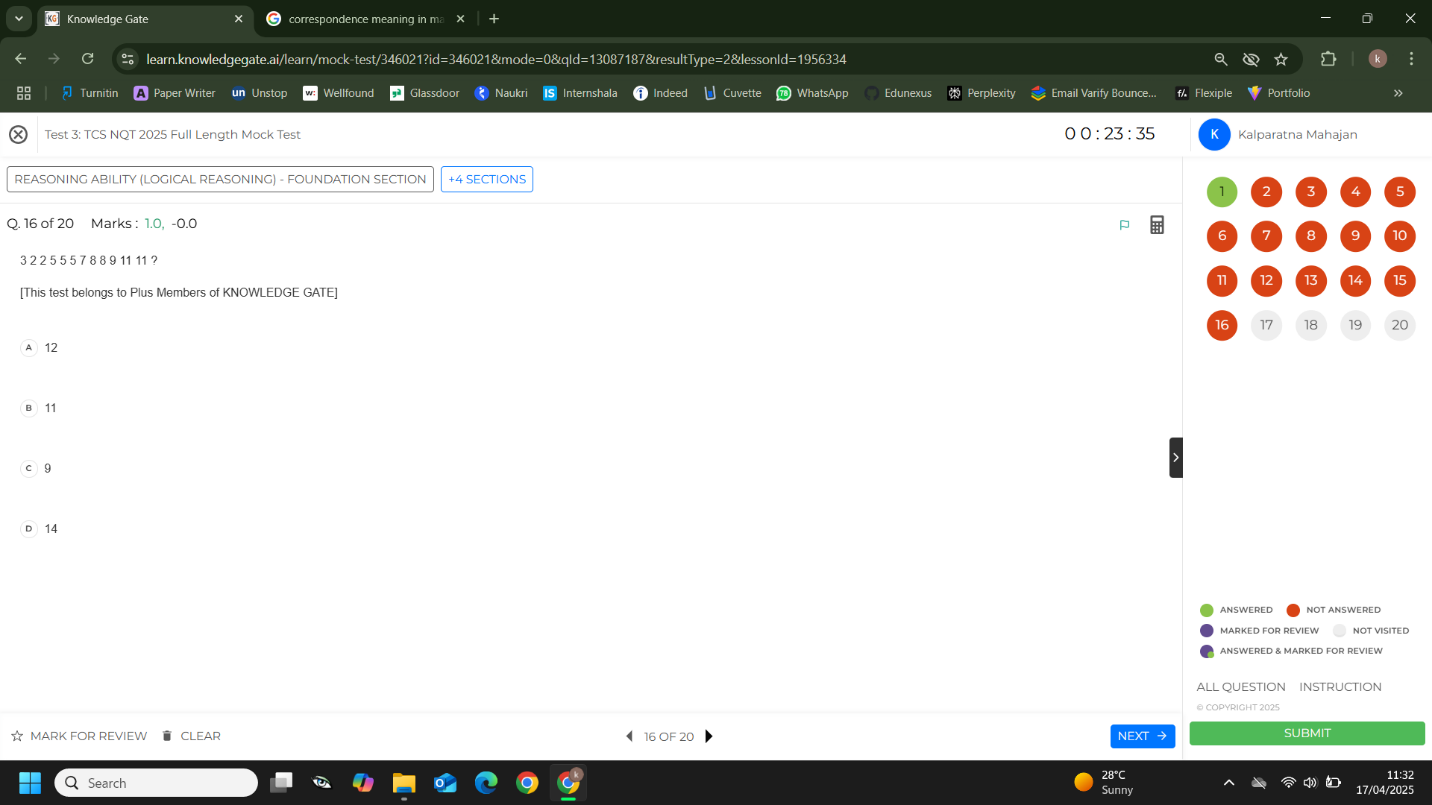 Knowledge Gate
correspondence meaning in ma
learn.knowledgegate.ai/learn/mock-test/346021?id=346021&mode=0&qId=13087187&resultType=2&lessonId=1956334
k
Turnitin
Paper Writer
Unstop
Wellfound
Glassdoor
Naukri
Internshala
Indeed
Cuvette
WhatsApp
Edunexus
Perplexity
Email Varify Bounce...
Flexiple
Portfolio
Test 3: TCS NQT 2025 Full Length Mock Test
0 0 : 23 : 35
K Kalparatna Mahajan
REASONING ABILITY (LOGICAL REASONING) - FOUNDATION SECTION
+4 SECTIONS
Q. 16 of 20 Marks : 1.0, -0.0
3 2 2 5 5 5 7 8 8 9 11 11 ?
[This test belongs to Plus Members of KNOWLEDGE GATE]
A 12
B 11
C 9
D 14
1 2 3 4 5
6 7 8 9 10
11 12 13 14 15
16 17 18 19 20
ANSWERED NOT ANSWERED
MARKED FOR REVIEW NOT VISITED
ANSWERED & MARKED FOR REVIEW
ALL QUESTION INSTRUCTION
© COPYRIGHT 2025
SUBMIT
MARK FOR REVIEW CLEAR
16 OF 20
NEXT
Search
28°C
Sunny
11:32
17/04/2025